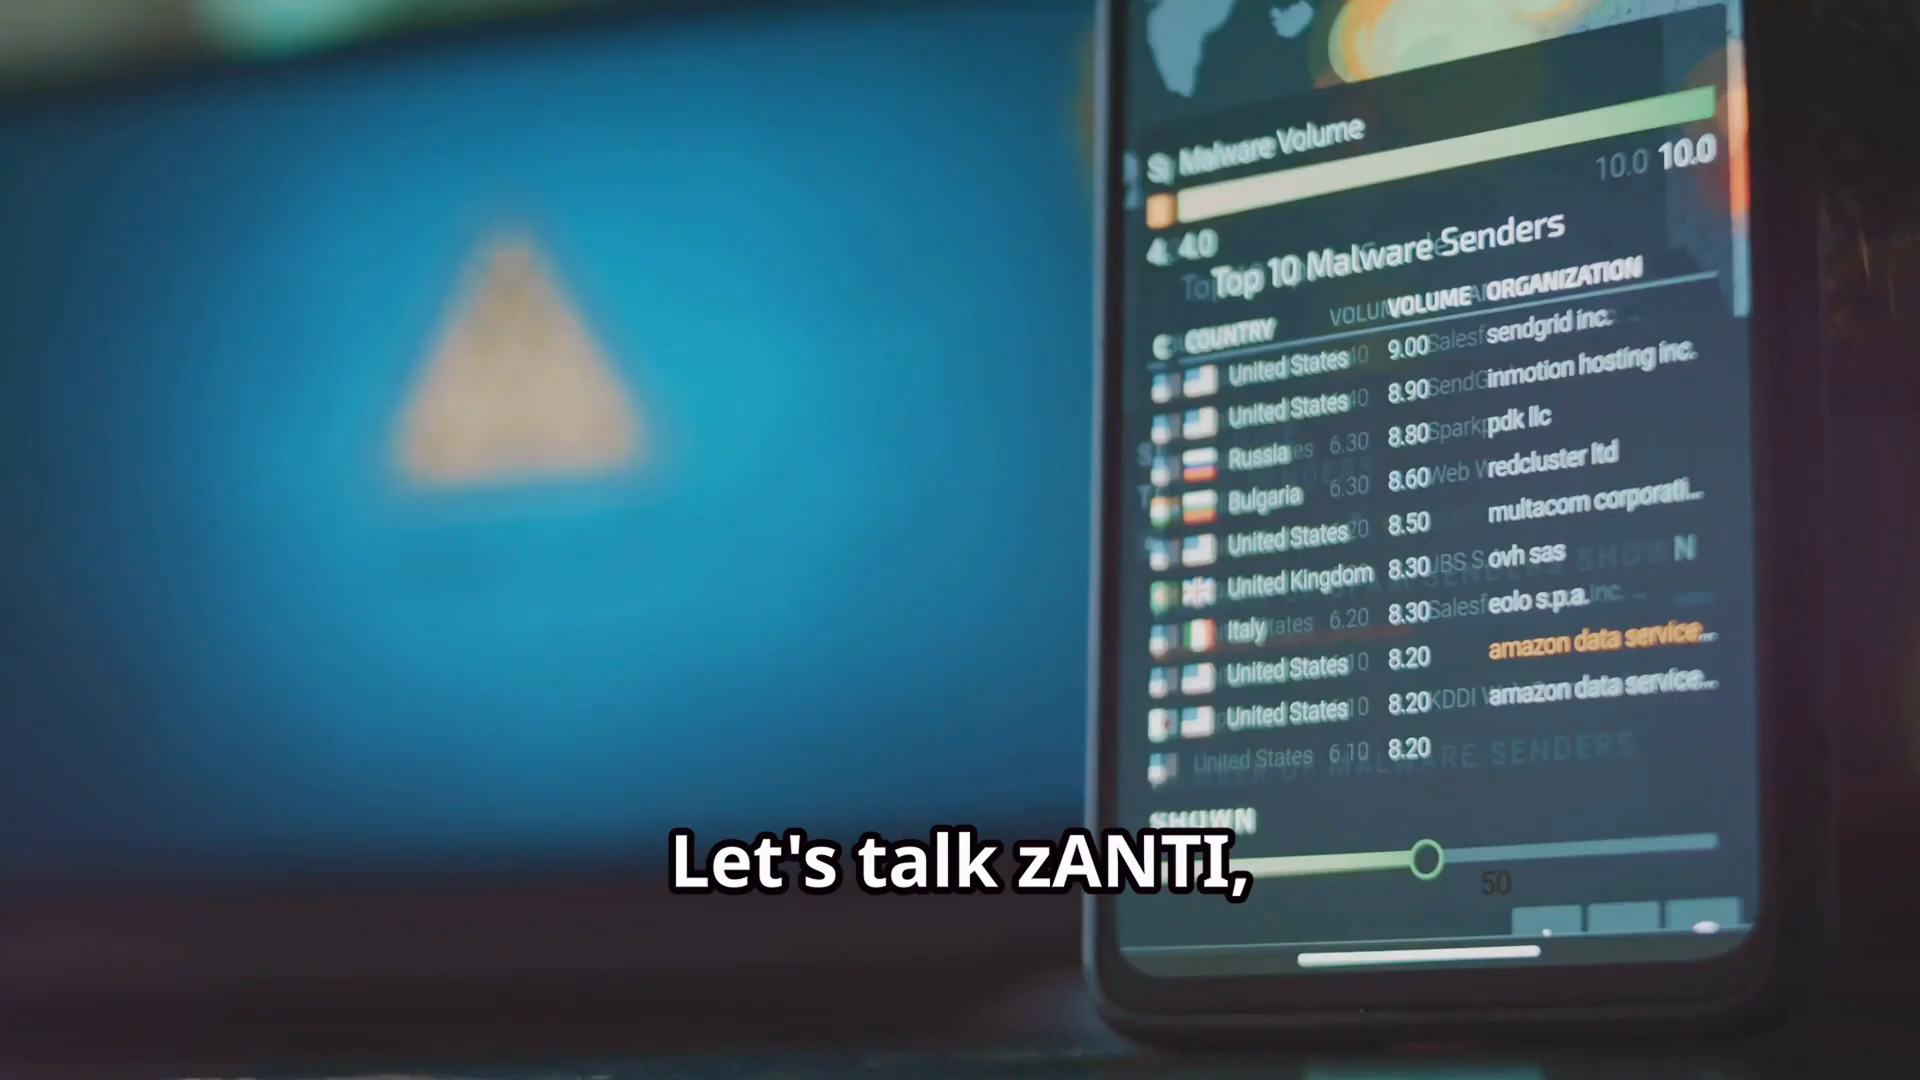 Malware Volume
10.0 10.0
4. 4.0
Top 10 Malware Senders
COUNTRY VOLUME ORGANIZATION
United States 9.00 sendgrid inc.
United States 8.90 inmotion hosting inc.
Russia 6.30 8.80 pdk llc
Bulgaria 6.30 8.60 redcluster ltd
United States 8.50 multacom corporati...
United Kingdom 8.30 ovh sas
Italy 6.20 8.30 eolo s.p.a.
United States 8.20 amazon data service...
United States 8.20 amazon data service...
United States 6.10 8.20
MALWARE SENDERS
SHOWN
50
Let's talk zANTI,